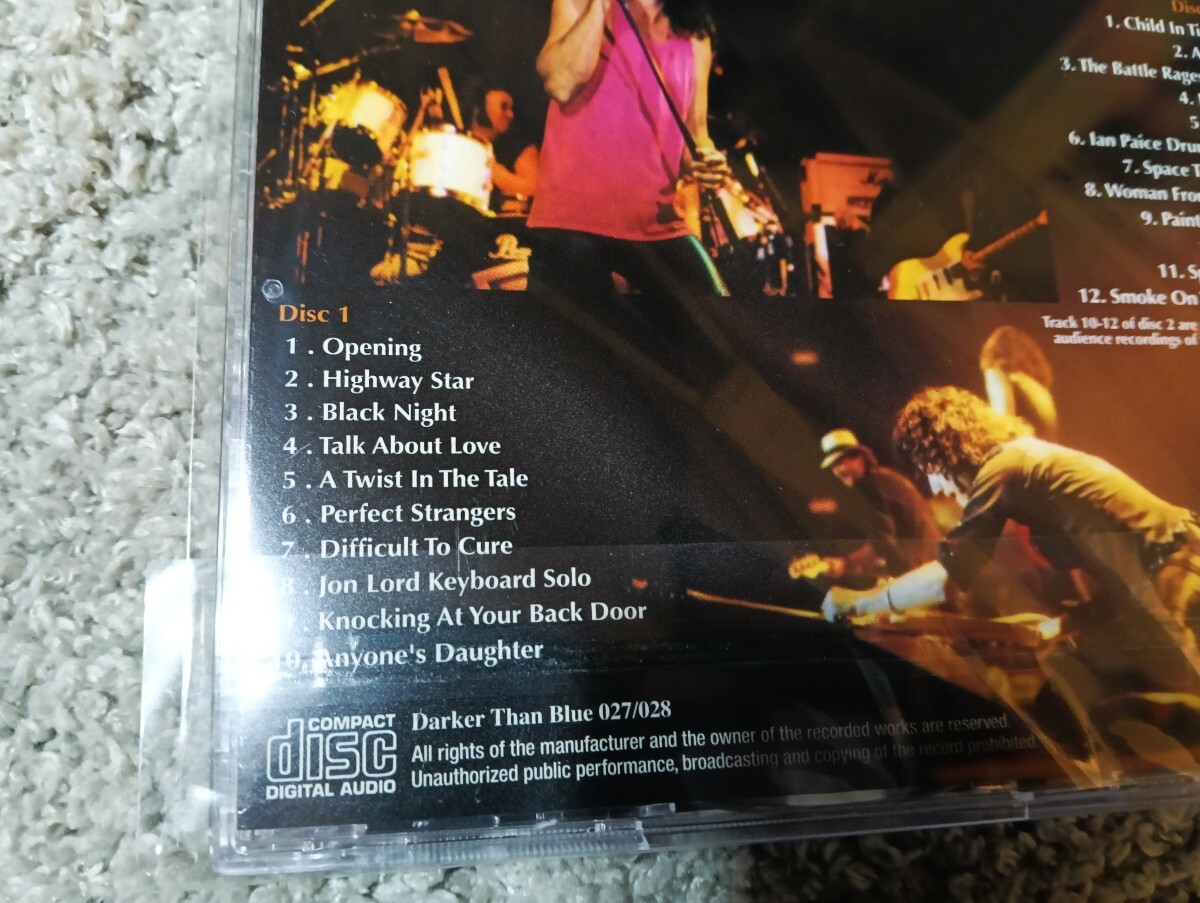 Disc 1
1 . Opening
2 . Highway Star
3 . Black Night
4 . Talk About Love
5 . A Twist In The Tale
6 . Perfect Strangers
7 . Difficult To Cure
8 . Jon Lord Keyboard Solo
. Knocking At Your Back Door
10. Anyone's Daughter
1. Child In
2.
3. The Battle
4.
5
6. Ian Paice
7. Space
8. Woman
9.
11.
12. Smoke On
Track 10-12 of disc 2 are
audience recordings of
COMPACT
disc
DIGITAL AUDIO
Darker Than Blue 027/028
All rights of the manufacturer and the owner of the recorded works are reserved.
Unauthorized public performance, broadcasting and copying of the record prohibited.